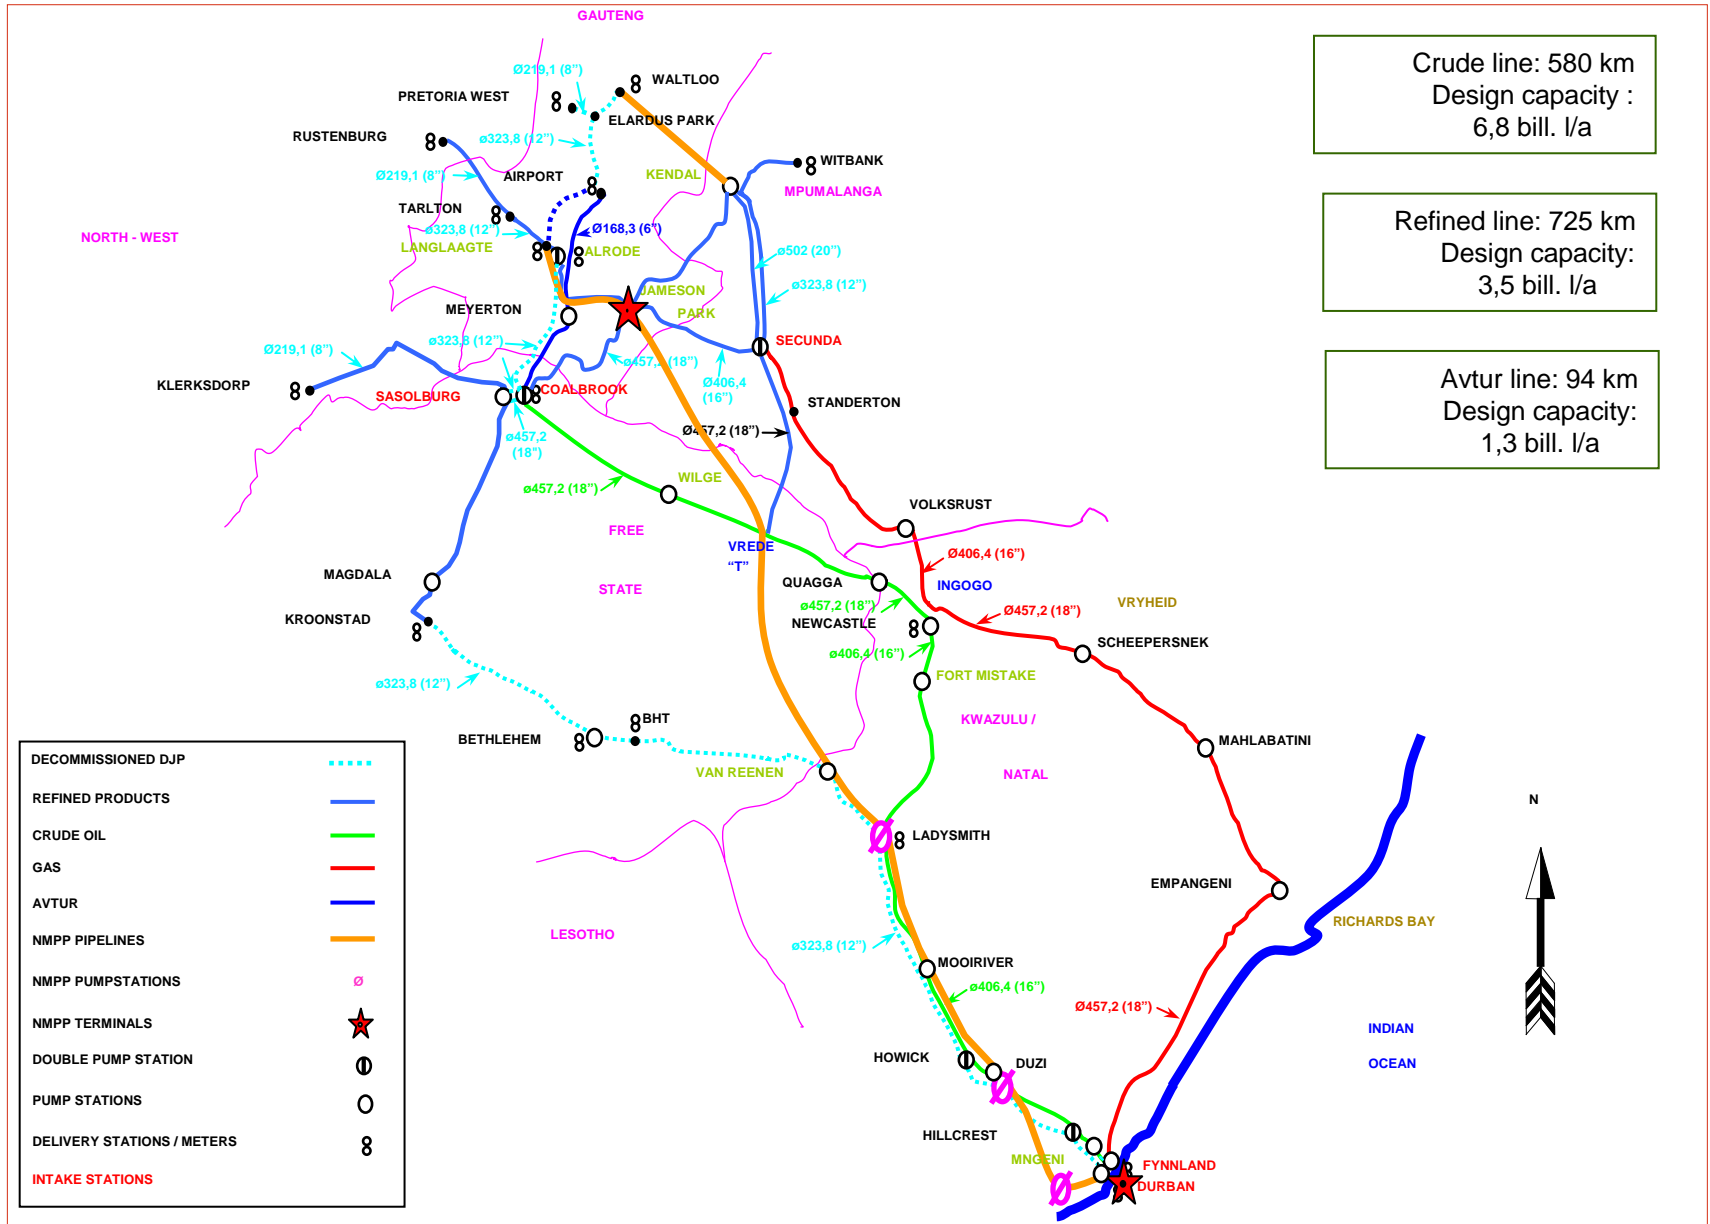 GAUTENG
Crude line: 580 km
Design capacity :
6,8 bill. l/a
Refined line: 725 km
Design capacity:
3,5 bill. l/a
Avtur line: 94 km
Design capacity:
1,3 bill. l/a
Ø219,1 (8”)
WALTLOO
PRETORIA WEST
ELARDUS PARK
RUSTENBURG
ø323,8 (12”)
WITBANK
Ø219,1 (8”)
AIRPORT
KENDAL
MPUMALANGA
TARLTON
ø323,8 (12”)
Ø168,3 (6”)
NORTH - WEST
LANGLAAGTE
ALRODE
ø502 (20”)
ø323,8 (12”)
JAMESON
PARK
MEYERTON
ø323,8 (12”)
SECUNDA
Ø219,1 (8”)
ø457,2 (18”)
KLERKSDORP
SASOLBURG
COALBROOK
Ø406,4
(16”)
STANDERTON
ø457,2
(18”)
Ø457,2 (18”)
WILGE
ø457,2 (18”)
VOLKSRUST
FREE
VREDE
“T”
Ø406,4 (16”)
MAGDALA
STATE
QUAGGA
INGOGO
ø457,2 (18”)
VRYHEID
KROONSTAD
NEWCASTLE
Ø457,2 (18”)
SCHEEPERSNEK
ø406,4 (16”)
ø323,8 (12”)
FORT MISTAKE
BHT
KWAZULU /
BETHLEHEM
MAHLABATINI
VAN REENEN
NATAL
DECOMMISSIONED DJP
REFINED PRODUCTS
CRUDE OIL
GAS
AVTUR
NMPP PIPELINES
NMPP PUMPSTATIONS
NMPP TERMINALS
DOUBLE PUMP STATION
PUMP STATIONS
DELIVERY STATIONS / METERS
INTAKE STATIONS
N
LADYSMITH
EMPANGENI
RICHARDS BAY
LESOTHO
ø323,8 (12”)
MOOIRIVER
ø406,4 (16”)
Ø457,2 (18”)
INDIAN
OCEAN
HOWICK
DUZI
HILLCREST
MNGENI
FYNNLAND
DURBAN